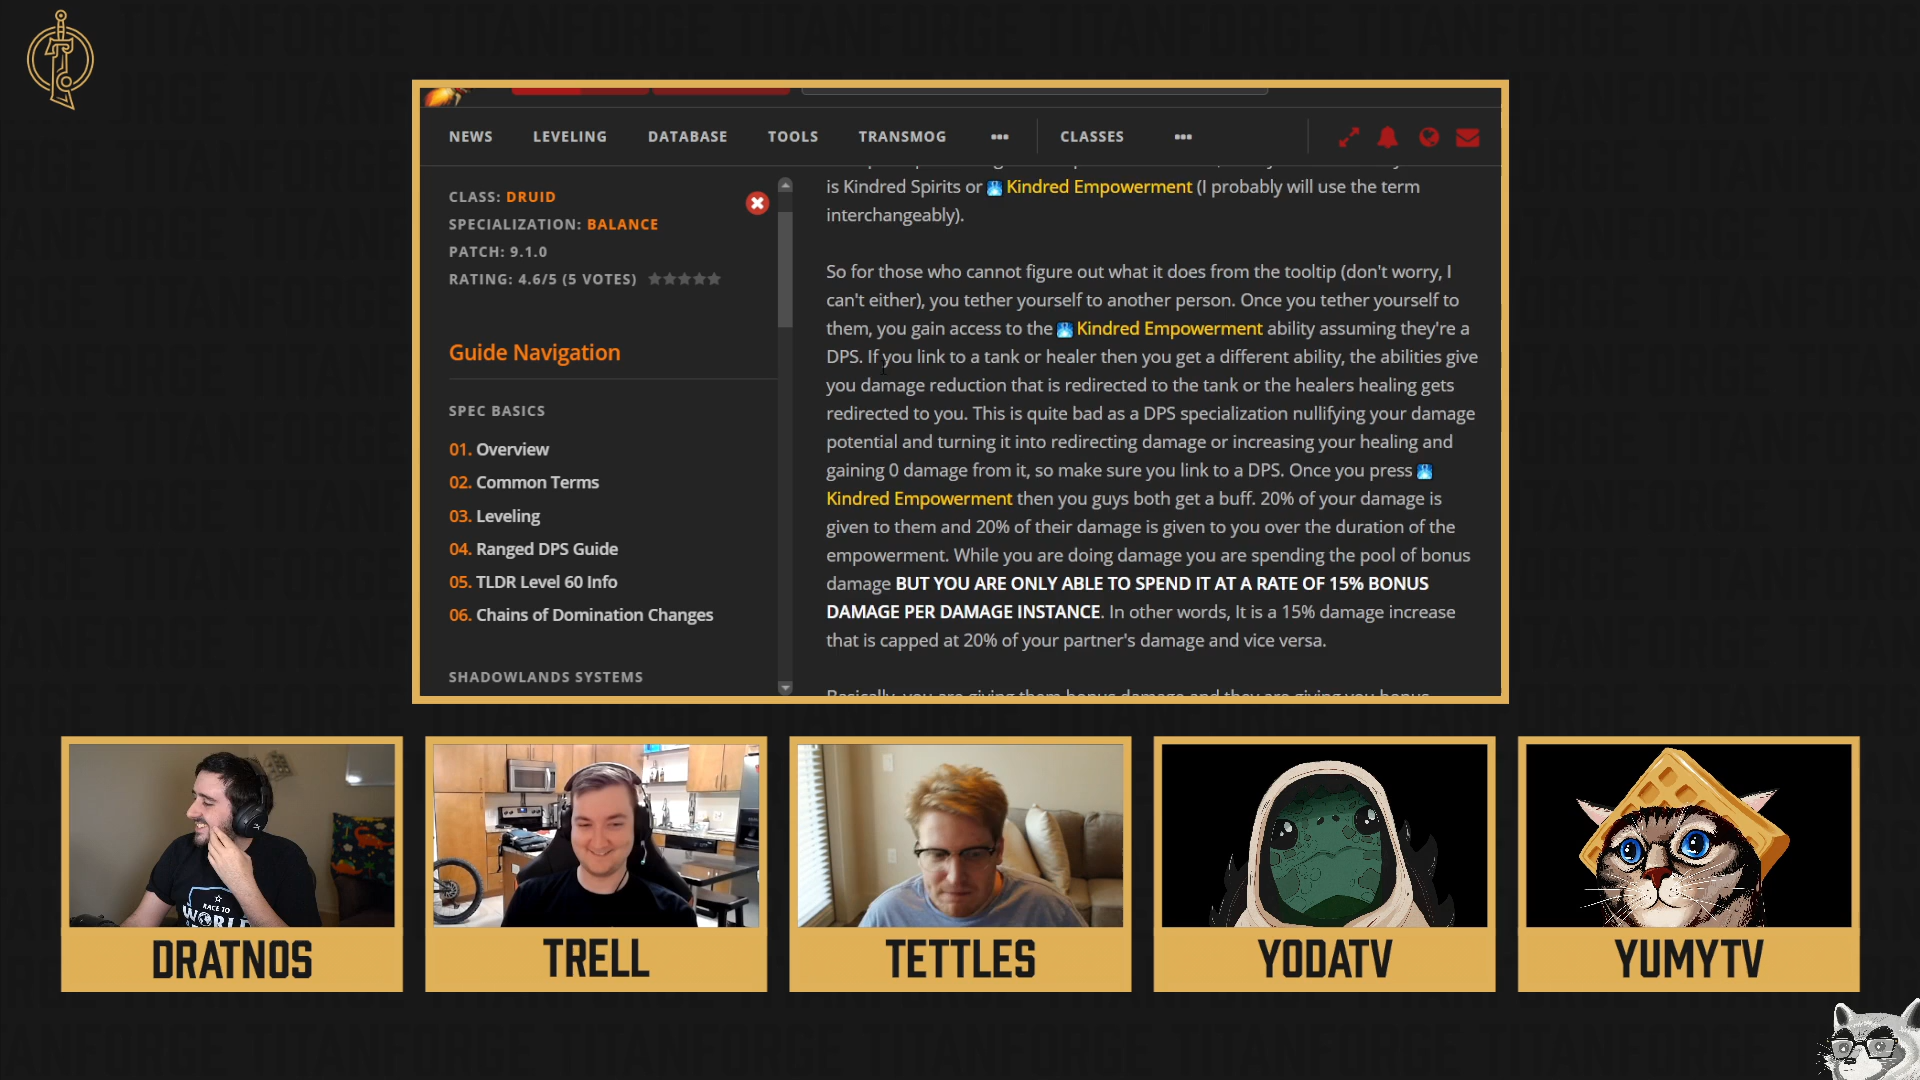 NEWS LEVELING DATABASE TOOLS TRANSMOG ••• CLASSES •••
CLASS: DRUID
SPECIALIZATION: BALANCE
PATCH: 9.1.0
RATING: 4.6/5 (5 VOTES)
Guide Navigation
SPEC BASICS
01. Overview
02. Common Terms
03. Leveling
04. Ranged DPS Guide
05. TLDR Level 60 Info
06. Chains of Domination Changes
SHADOWLANDS SYSTEMS
is Kindred Spirits or Kindred Empowerment (I probably will use the term
interchangeably).
So for those who cannot figure out what it does from the tooltip (don't worry, I
can't either), you tether yourself to another person. Once you tether yourself to
them, you gain access to the Kindred Empowerment ability assuming they're a
DPS. If you link to a tank or healer then you get a different ability, the abilities give
you damage reduction that is redirected to the tank or the healers healing gets
redirected to you. This is quite bad as a DPS specialization nullifying your damage
potential and turning it into redirecting damage or increasing your healing and
gaining 0 damage from it, so make sure you link to a DPS. Once you press
Kindred Empowerment then you guys both get a buff. 20% of your damage is
given to them and 20% of their damage is given to you over the duration of the
empowerment. While you are doing damage you are spending the pool of bonus
damage BUT YOU ARE ONLY ABLE TO SPEND IT AT A RATE OF 15% BONUS
DAMAGE PER DAMAGE INSTANCE. In other words, It is a 15% damage increase
that is capped at 20% of your partner's damage and vice versa.
Basically, you are giving them bonus damage and they are giving you bonus
RACE TO
WORLD
DRATNOS
TRELL
TETTLES
YODATV
YUMYTV